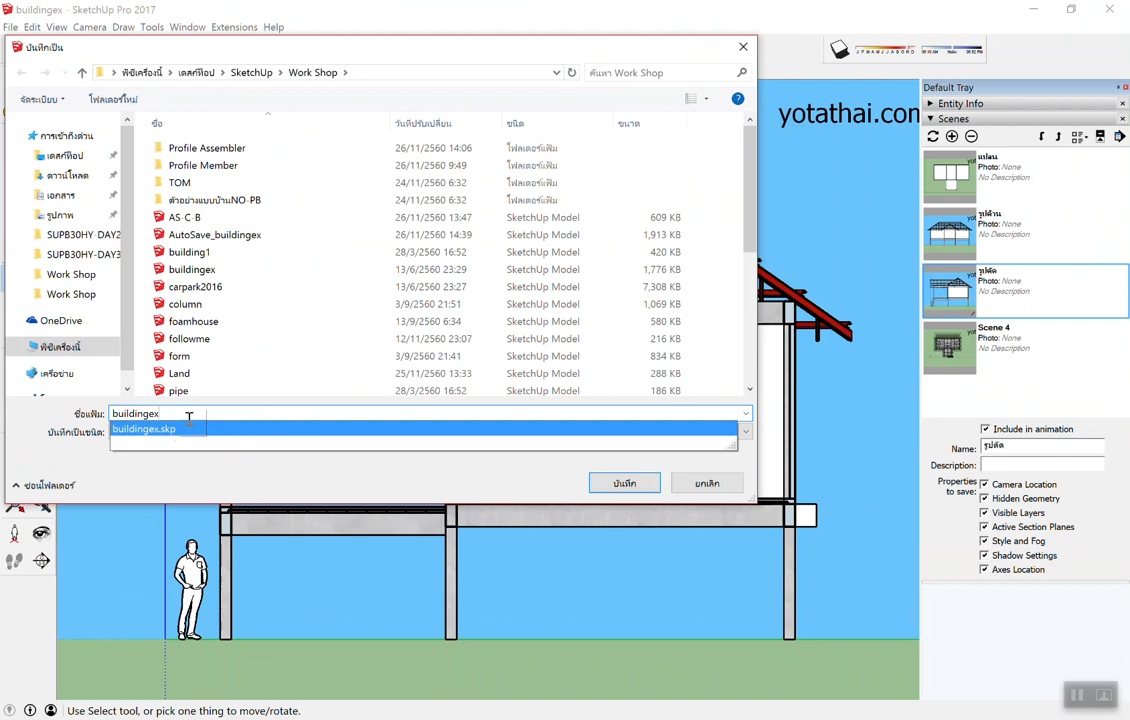 buildingex - SketchUp Pro 2017
File Edit View Camera Draw Tools Window Extensions Help
บันทึกเป็น
พีซีเครื่องนี้ เดสก์ท็อป SketchUp Work Shop
ค้นหา Work Shop
จัดระเบียบ โฟลเดอร์ใหม่
ชื่อ วันที่ปรับเปลี่ยน ชนิด ขนาด
การเข้าถึงด่วน
เดสก์ท็อป
ดาวน์โหลด
เอกสาร
รูปภาพ
SUPB30HY-DAY2
SUPB30HY-DAY3
Work Shop
Work Shop
OneDrive
พีซีเครื่องนี้
เครือข่าย
Profile Assembler 26/11/2560 14:06 โฟลเดอร์แฟ้ม
Profile Member 26/11/2560 9:49 โฟลเดอร์แฟ้ม
TOM 24/11/2560 6:32 โฟลเดอร์แฟ้ม
ตัวอย่างแบบบ้านNO-PB 24/11/2560 6:32 โฟลเดอร์แฟ้ม
AS-C-B 26/11/2560 13:47 SketchUp Model 609 KB
AutoSave_buildingex 26/11/2560 14:39 SketchUp Model 1,913 KB
building1 28/3/2560 16:52 SketchUp Model 420 KB
buildingex 13/6/2560 23:29 SketchUp Model 1,776 KB
carpark2016 13/6/2560 23:27 SketchUp Model 7,308 KB
column 3/9/2560 21:51 SketchUp Model 1,069 KB
foamhouse 13/9/2560 6:34 SketchUp Model 580 KB
followme 12/11/2560 23:07 SketchUp Model 216 KB
form 3/9/2560 21:41 SketchUp Model 834 KB
Land 25/11/2560 13:33 SketchUp Model 288 KB
pipe 28/3/2560 16:52 SketchUp Model 186 KB
ชื่อแฟ้ม: buildingex
buildingex.skp
บันทึกเป็นชนิด:
ซ่อนโฟลเดอร์
บันทึก ยกเลิก
J F M A M J J A S O N D
Noon
yotathai.com
Default Tray
Entity Info
Scenes
แปลน
Photo: None
No Description
รูปด้าน
Photo: None
No Description
รูปตัด
Photo: None
No Description
Scene 4
Photo: None
No Description
Include in animation
Name: รูปตัด
Description:
Properties to save:
Camera Location
Hidden Geometry
Visible Layers
Active Section Planes
Style and Fog
Shadow Settings
Axes Location
Use Select tool, or pick one thing to move/rotate.